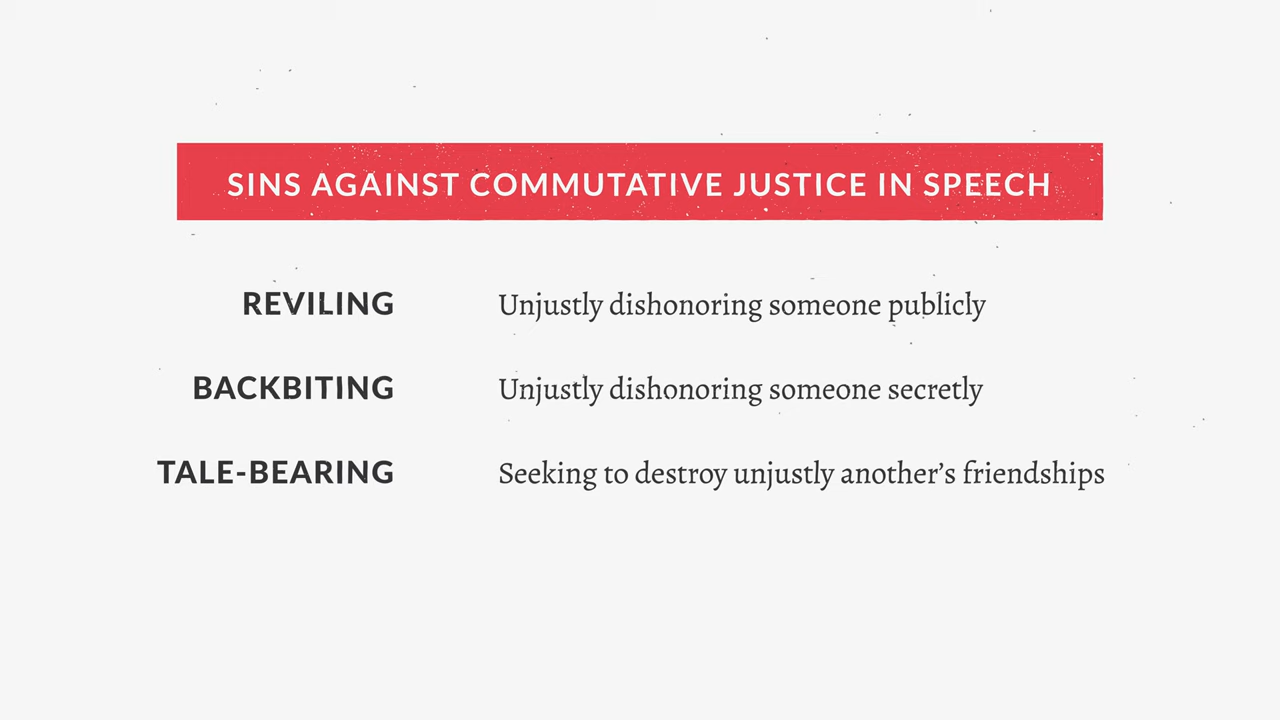 SINS AGAINST COMMUTATIVE JUSTICE IN SPEECH
REVILING Unjustly dishonoring someone publicly
BACKBITING Unjustly dishonoring someone secretly
TALE-BEARING Seeking to destroy unjustly another’s friendships